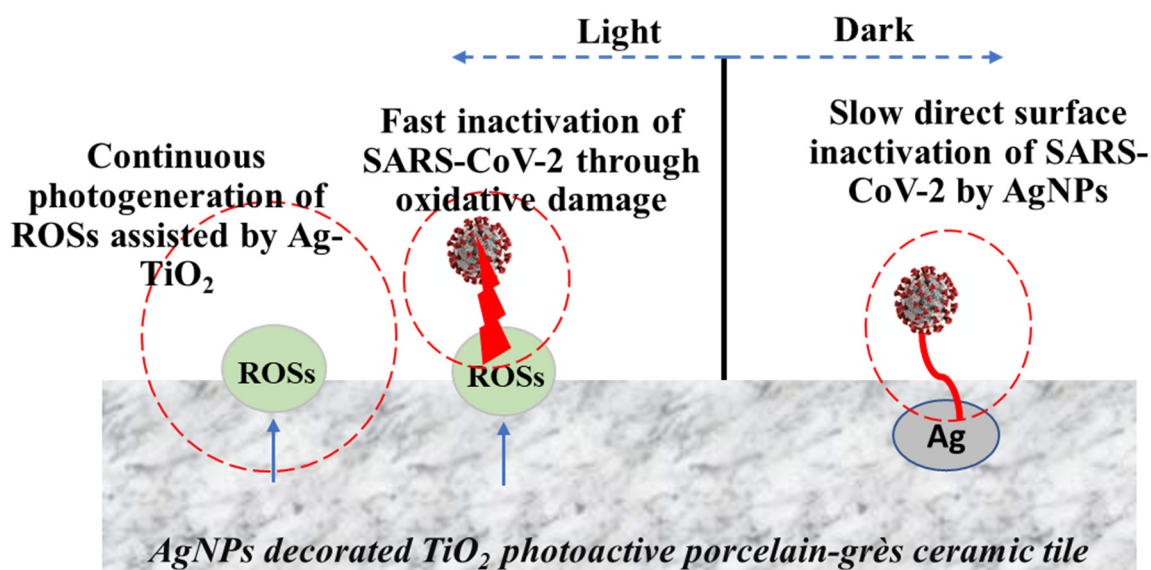 Light
Dark
Continuous
photogeneration of
ROSs assisted by Ag-
TiO₂
Fast inactivation of
SARS-CoV-2 through
oxidative damage
Slow direct surface
inactivation of SARS-
CoV-2 by AgNPs
ROSs
ROSs
Ag
AgNPs decorated TiO₂ photoactive porcelain-grès ceramic tile